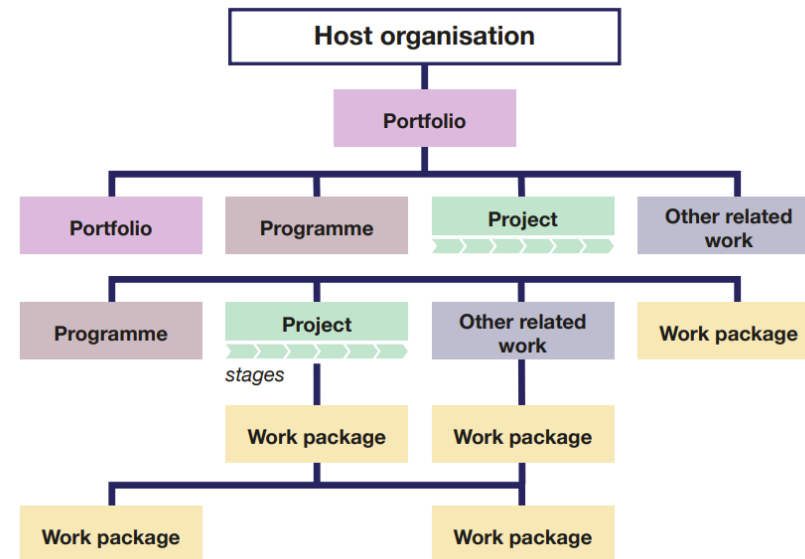 Host organisation
Portfolio
Portfolio
Programme
Project
Other related
work
Programme
Project
Other related
work
Work package
stages
Work package
Work package
Work package
Work package